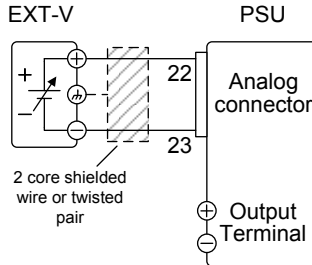 EXT-V
PSU
22
Analog
connector
23
2 core shielded
wire or twisted
pair
Output
Terminal